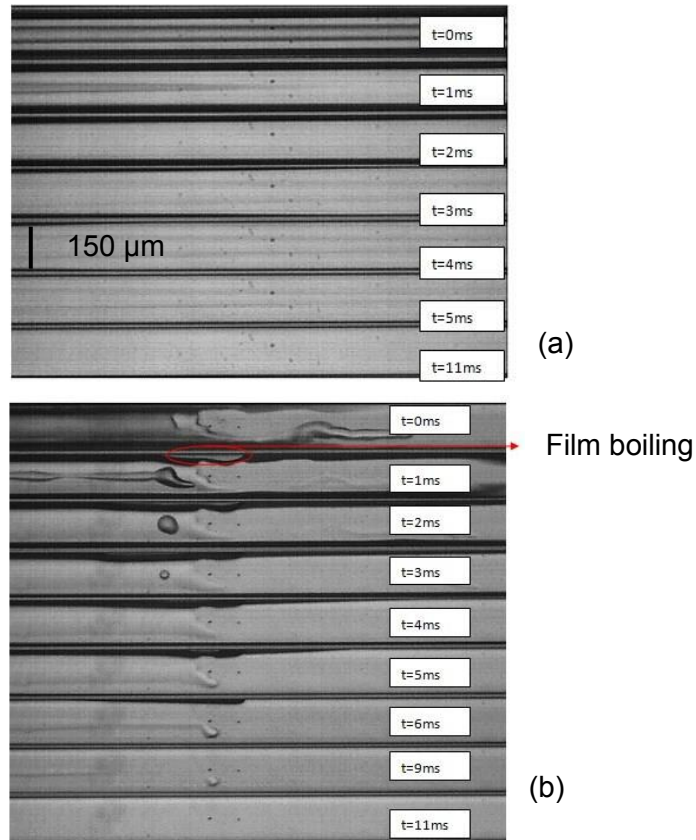 t=0ms
t=1ms
t=2ms
t=3ms
150 µm
t=4ms
t=5ms
t=11ms
(a)
t=0ms
Film boiling
t=1ms
t=2ms
t=3ms
t=4ms
t=5ms
t=6ms
t=9ms
(b)
t=11ms